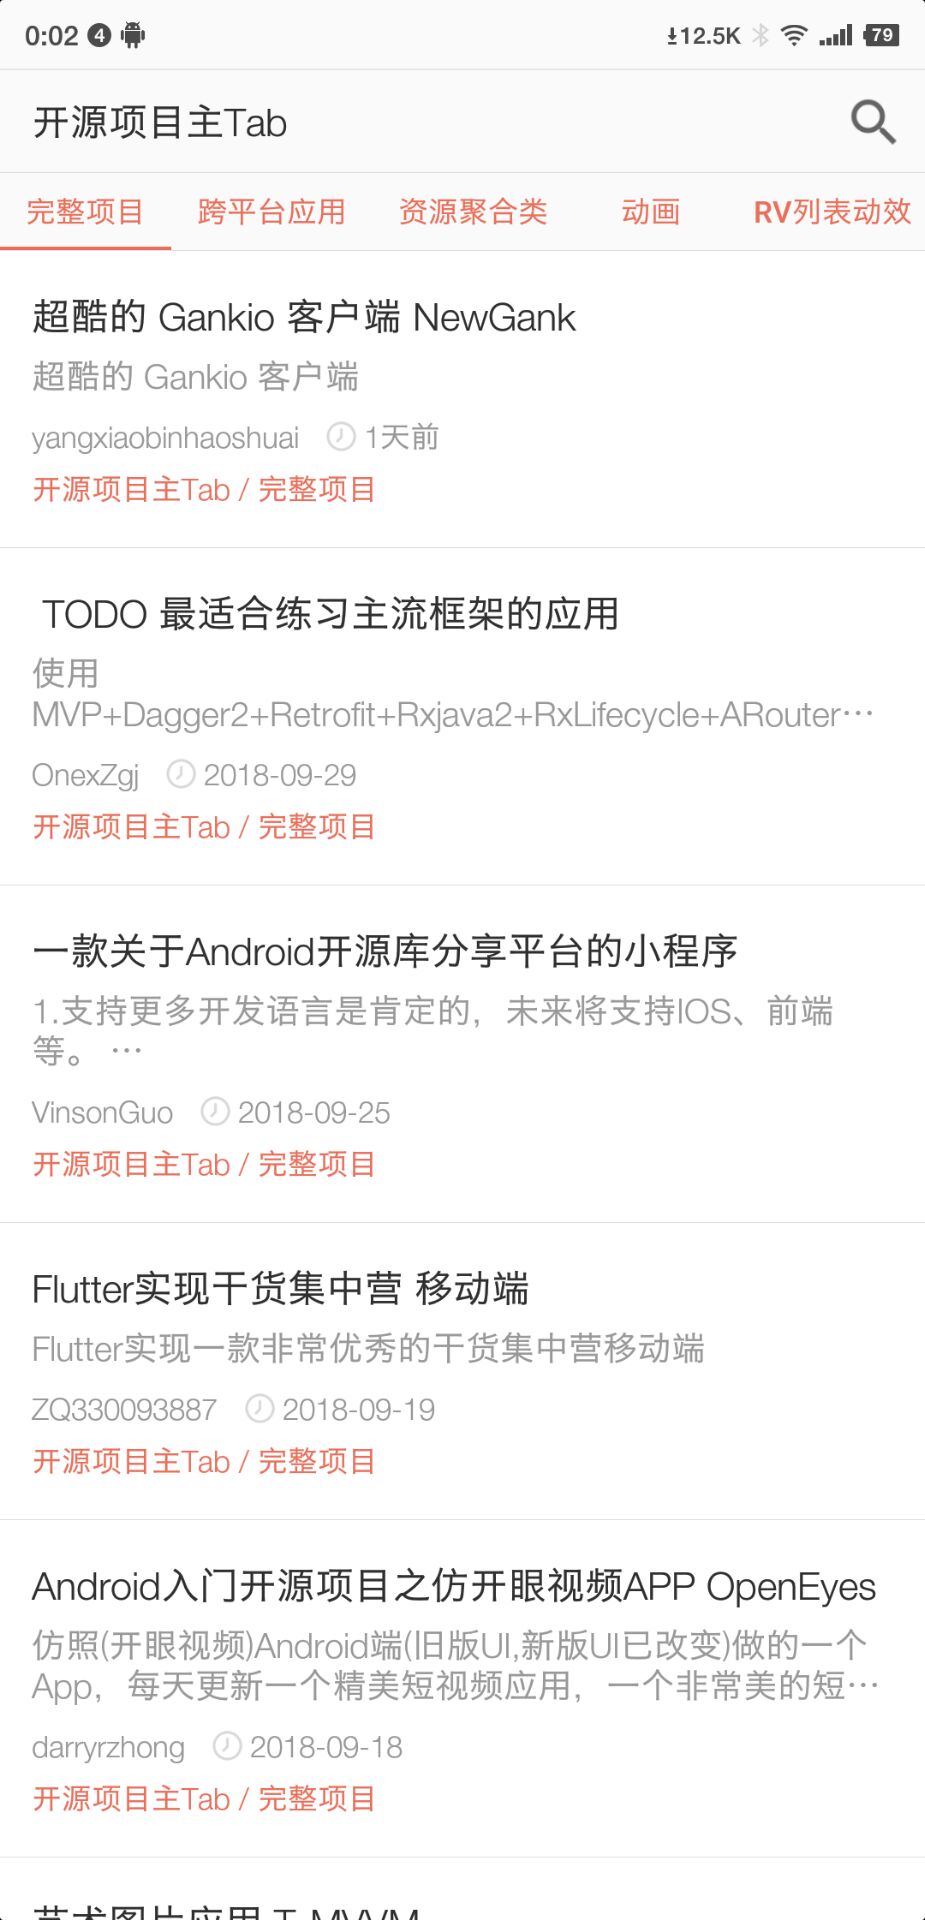 0:02 4 12.5K 79
开源项目主Tab
完整项目 跨平台应用 资源聚合类 动画 RV列表动效
超酷的 Gankio 客户端 NewGank
超酷的 Gankio 客户端
yangxiaobinhaoshuai 1天前
开源项目主Tab / 完整项目
TODO 最适合练习主流框架的应用
使用
MVP+Dagger2+Retrofit+Rxjava2+RxLifecycle+ARouter…
OnexZgj 2018-09-29
开源项目主Tab / 完整项目
一款关于Android开源库分享平台的小程序
1.支持更多开发语言是肯定的，未来将支持IOS、前端
等。 …
VinsonGuo 2018-09-25
开源项目主Tab / 完整项目
Flutter实现干货集中营 移动端
Flutter实现一款非常优秀的干货集中营移动端
ZQ330093887 2018-09-19
开源项目主Tab / 完整项目
Android入门开源项目之仿开眼视频APP OpenEyes
仿照(开眼视频)Android端(旧版UI,新版UI已改变)做的一个
App，每天更新一个精美短视频应用，一个非常美的短…
darryrzhong 2018-09-18
开源项目主Tab / 完整项目